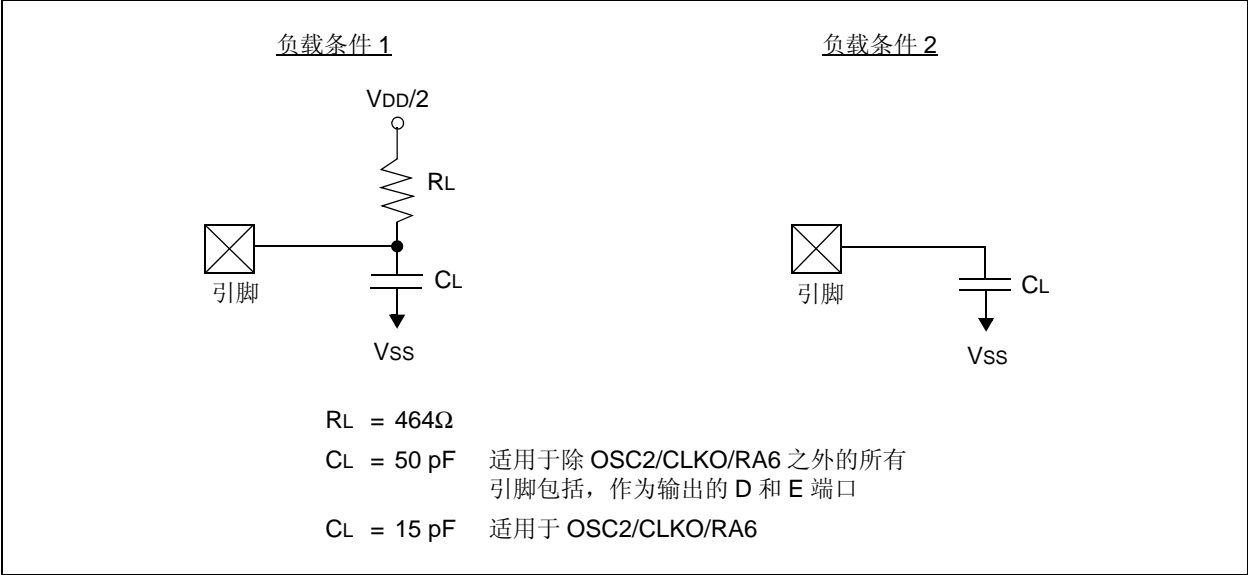 负载条件 1
负载条件 2
VDD/2
RL
引脚
CL
VSS
引脚
CL
VSS
RL = 464Ω
CL = 50 pF 适用于除 OSC2/CLKO/RA6 之外的所有
引脚包括，作为输出的 D 和 E 端口
CL = 15 pF 适用于 OSC2/CLKO/RA6